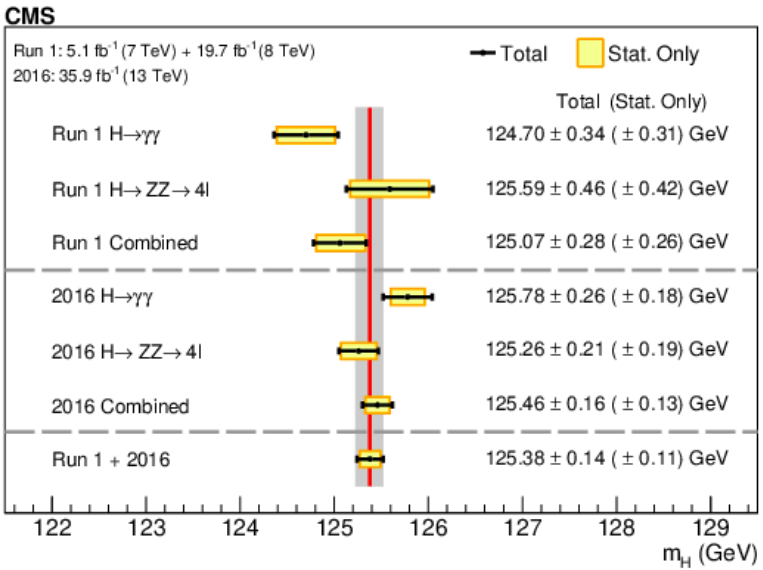 CMS
Run 1: 5.1 fb⁻¹ (7 TeV) + 19.7 fb⁻¹ (8 TeV)
2016: 35.9 fb⁻¹ (13 TeV)
Total Stat. Only
Total (Stat. Only)
Run 1 H→γγ 124.70 ± 0.34 ( ± 0.31) GeV
Run 1 H→ ZZ→ 4l 125.59 ± 0.46 ( ± 0.42) GeV
Run 1 Combined 125.07 ± 0.28 ( ± 0.26) GeV
2016 H→γγ 125.78 ± 0.26 ( ± 0.18) GeV
2016 H→ ZZ→ 4l 125.26 ± 0.21 ( ± 0.19) GeV
2016 Combined 125.46 ± 0.16 ( ± 0.13) GeV
Run 1 + 2016 125.38 ± 0.14 ( ± 0.11) GeV
122 123 124 125 126 127 128 129
m_H (GeV)